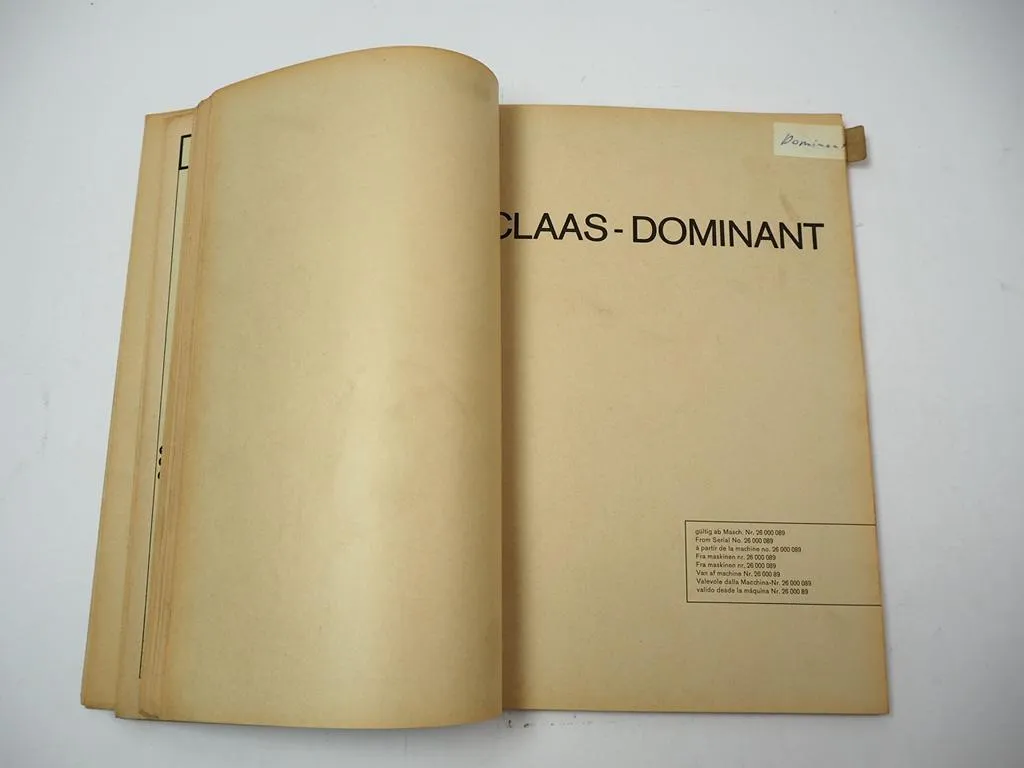 Dominant
CLAAS - DOMINANT
gültig ab Masch. Nr. 26 000 089
From Serial No. 26 000 089
à partir de la machine no. 26 000 089
Fra maskinen nr. 26 000 089
Fra maskinen nr. 26 000 089
Van af machine Nr. 26 000 89
Valevole dalla Macchina-Nr. 26 000 089
valido desde la máquina Nr. 26 000 89